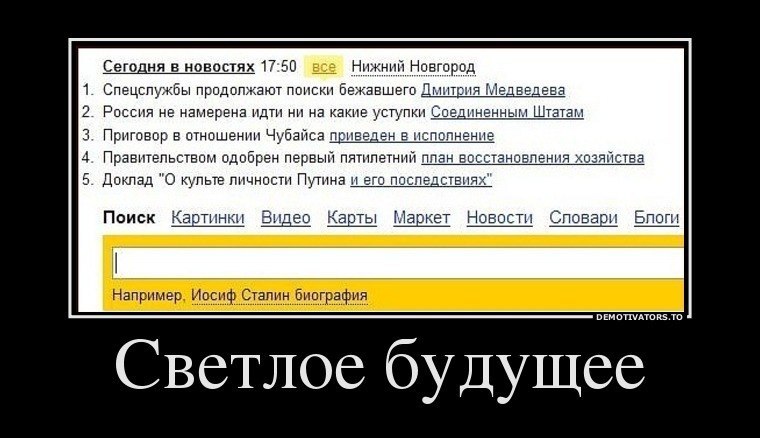 Сегодня в новостях 17:50 все Нижний Новгород
1. Спецслужбы продолжают поиски бежавшего Дмитрия Медведева
2. Россия не намерена идти ни на какие уступки Соединенным Штатам
3. Приговор в отношении Чубайса приведен в исполнение
4. Правительством одобрен первый пятилетний план восстановления хозяйства
5. Доклад "О культе личности Путина и его последствиях"
Поиск Картинки Видео Карты Маркет Новости Словари Блоги
Например, Иосиф Сталин биография
DEMOTIVATORS.TO
Светлое будущее